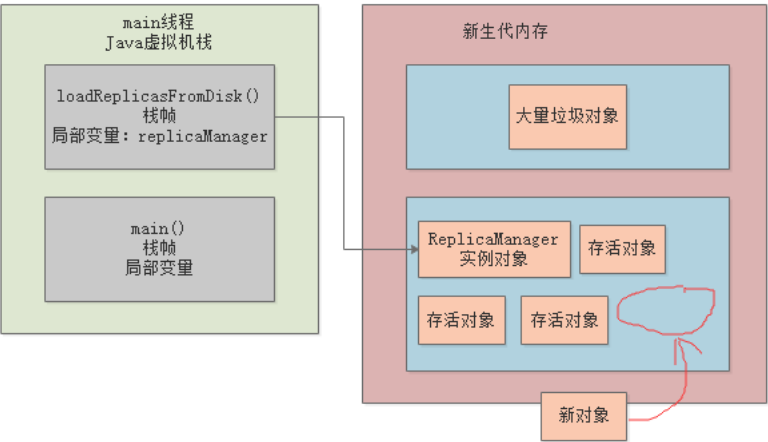 main线程
Java虚拟机栈
loadReplicasFromDisk()
栈帧
局部变量: replicaManager
main()
栈帧
局部变量
新生代内存
大量垃圾对象
ReplicaManager
实例对象
存活对象
存活对象
存活对象
新对象